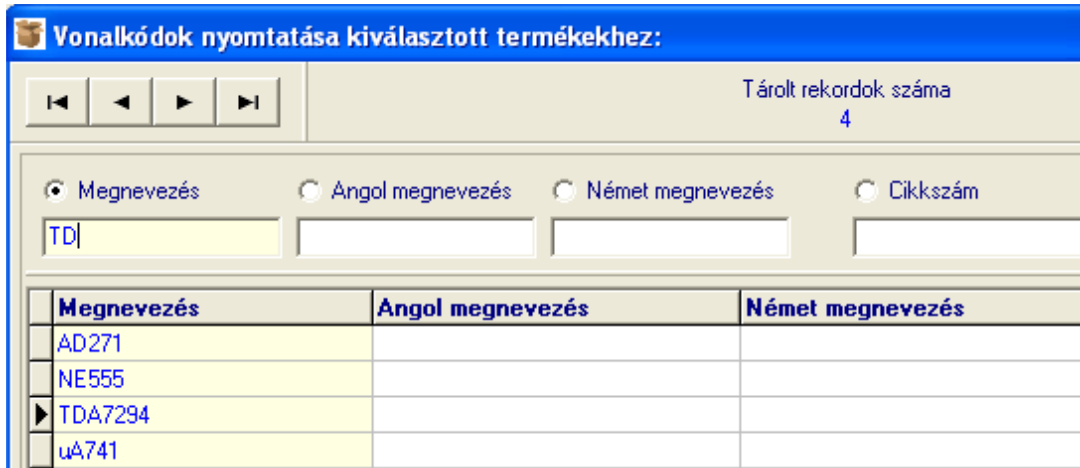 Vonalkódok nyomtatása kiválasztott termékekhez:
Tárolt rekordok száma
4
Megnevezés Angol megnevezés Német megnevezés Cikkszám
TD
Megnevezés Angol megnevezés Német megnevezés
AD271
NE555
TDA7294
uA741